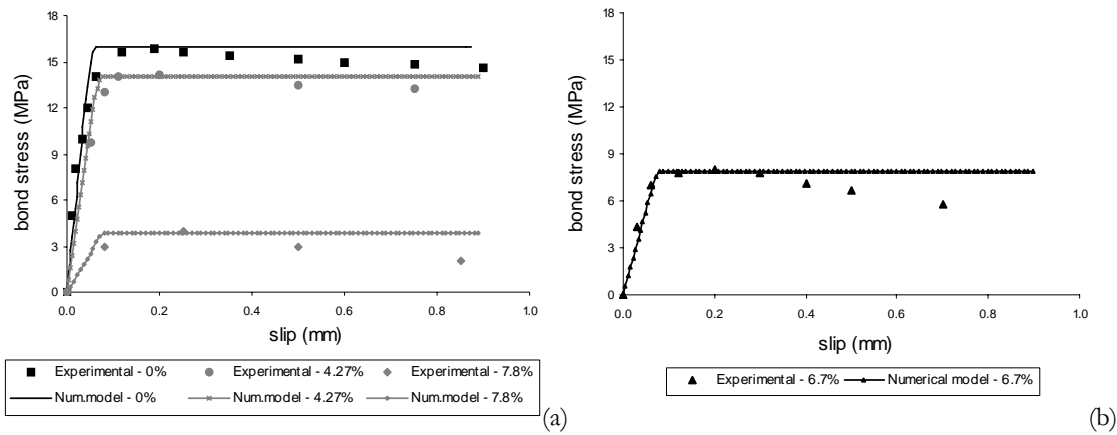 18
15
12
9
6
3
0
bond stress (MPa)
0.0 0.2 0.4 0.6 0.8 1.0
slip (mm)
Experimental - 0% Experimental - 4.27% Experimental - 7.8%
Num.model - 0% Num.model - 4.27% Num.model - 7.8%
(a)
18
15
12
9
6
3
0
bond stress (MPa)
0.0 0.2 0.4 0.6 0.8 1.0
slip (mm)
Experimental - 6.7% Numerical model - 6.7%
(b)